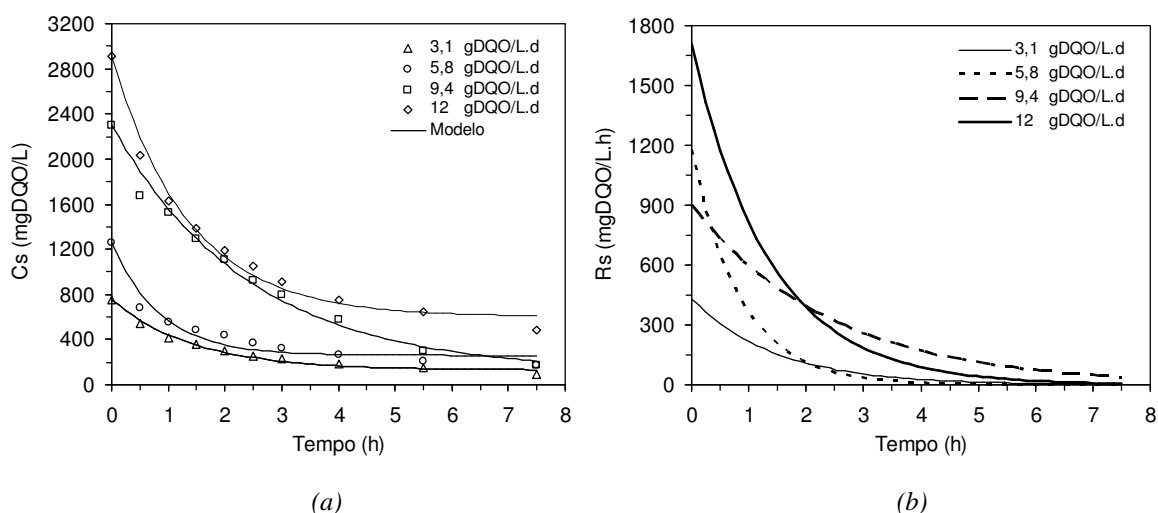 3200
2800
2400
2000
1600
1200
800
400
0
Cs (mgDQO/L)
3,1 gDQO/L.d
5,8 gDQO/L.d
9,4 gDQO/L.d
12 gDQO/L.d
Modelo
0 1 2 3 4 5 6 7 8
Tempo (h)
(a)
1800
1500
1200
900
600
300
0
Rs (mgDQO/L.h)
3,1 gDQO/L.d
5,8 gDQO/L.d
9,4 gDQO/L.d
12 gDQO/L.d
0 1 2 3 4 5 6 7 8
Tempo (h)
(b)